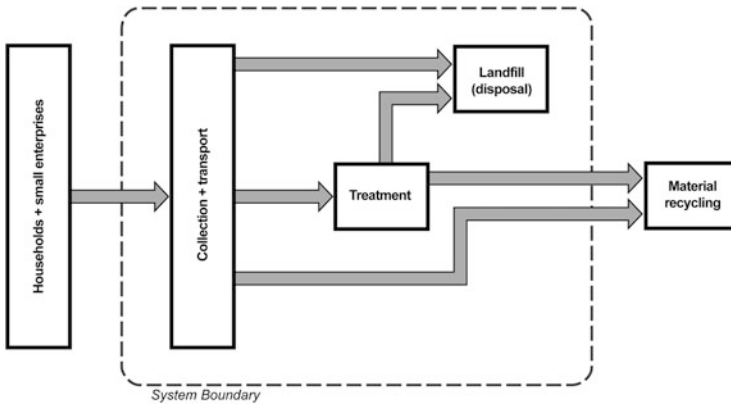 Households + small enterprises
Collection + transport
Landfill
(disposal)
Treatment
Material
recycling
System Boundary